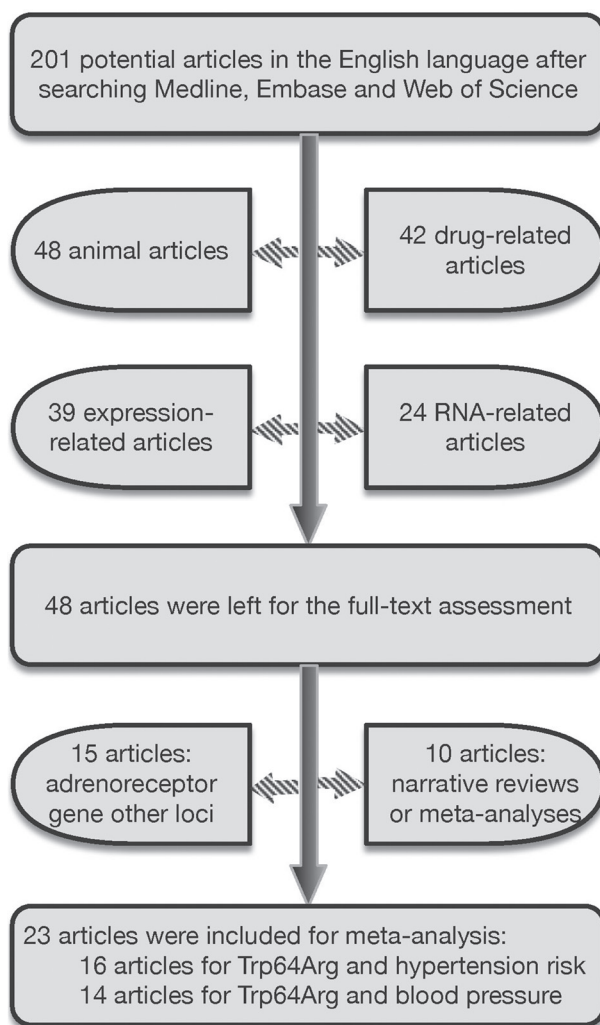 201 potential articles in the English language after
searching Medline, Embase and Web of Science
48 animal articles
42 drug-related
articles
39 expression-
related articles
24 RNA-related
articles
48 articles were left for the full-text assessment
15 articles:
adrenoreceptor
gene other loci
10 articles:
narrative reviews
or meta-analyses
23 articles were included for meta-analysis:
16 articles for Trp64Arg and hypertension risk
14 articles for Trp64Arg and blood pressure